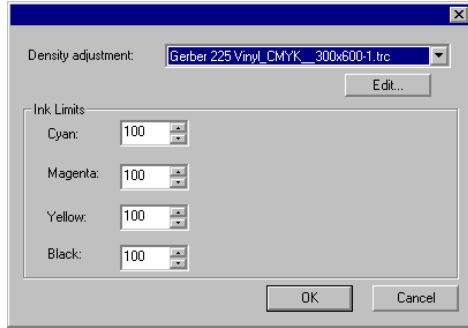 Density adjustment: Gerber 225 Vinyl_CMYK__300x600-1.trc
Edit...
Ink Limits
Cyan: 100
Magenta: 100
Yellow: 100
Black: 100
OK Cancel